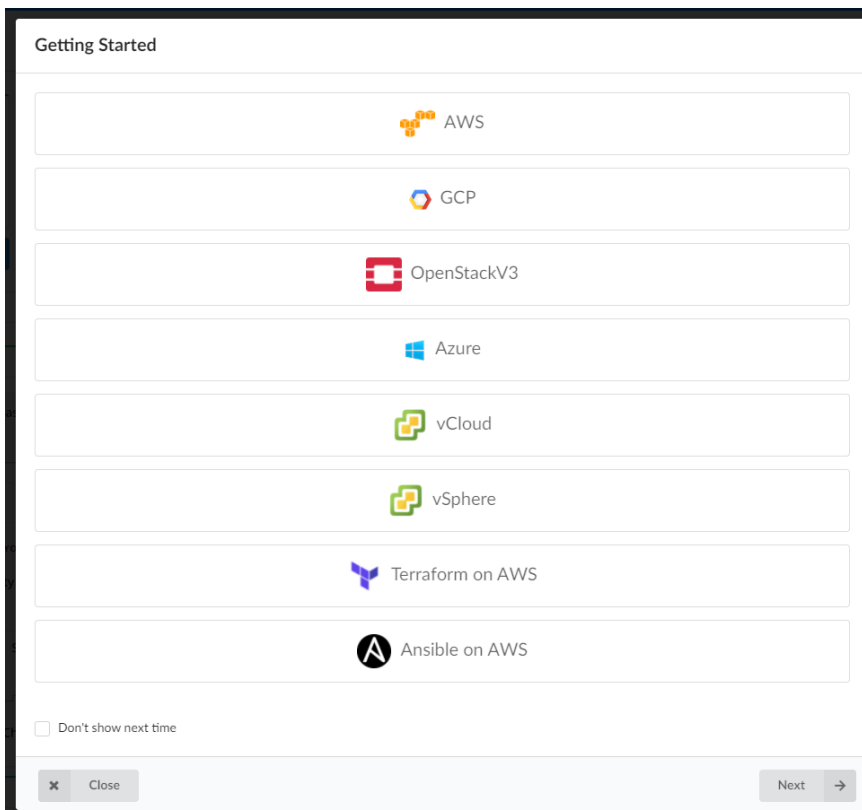 Getting Started
AWS
GCP
OpenStackV3
Azure
vCloud
vSphere
Terraform on AWS
Ansible on AWS
Don't show next time
Close
Next